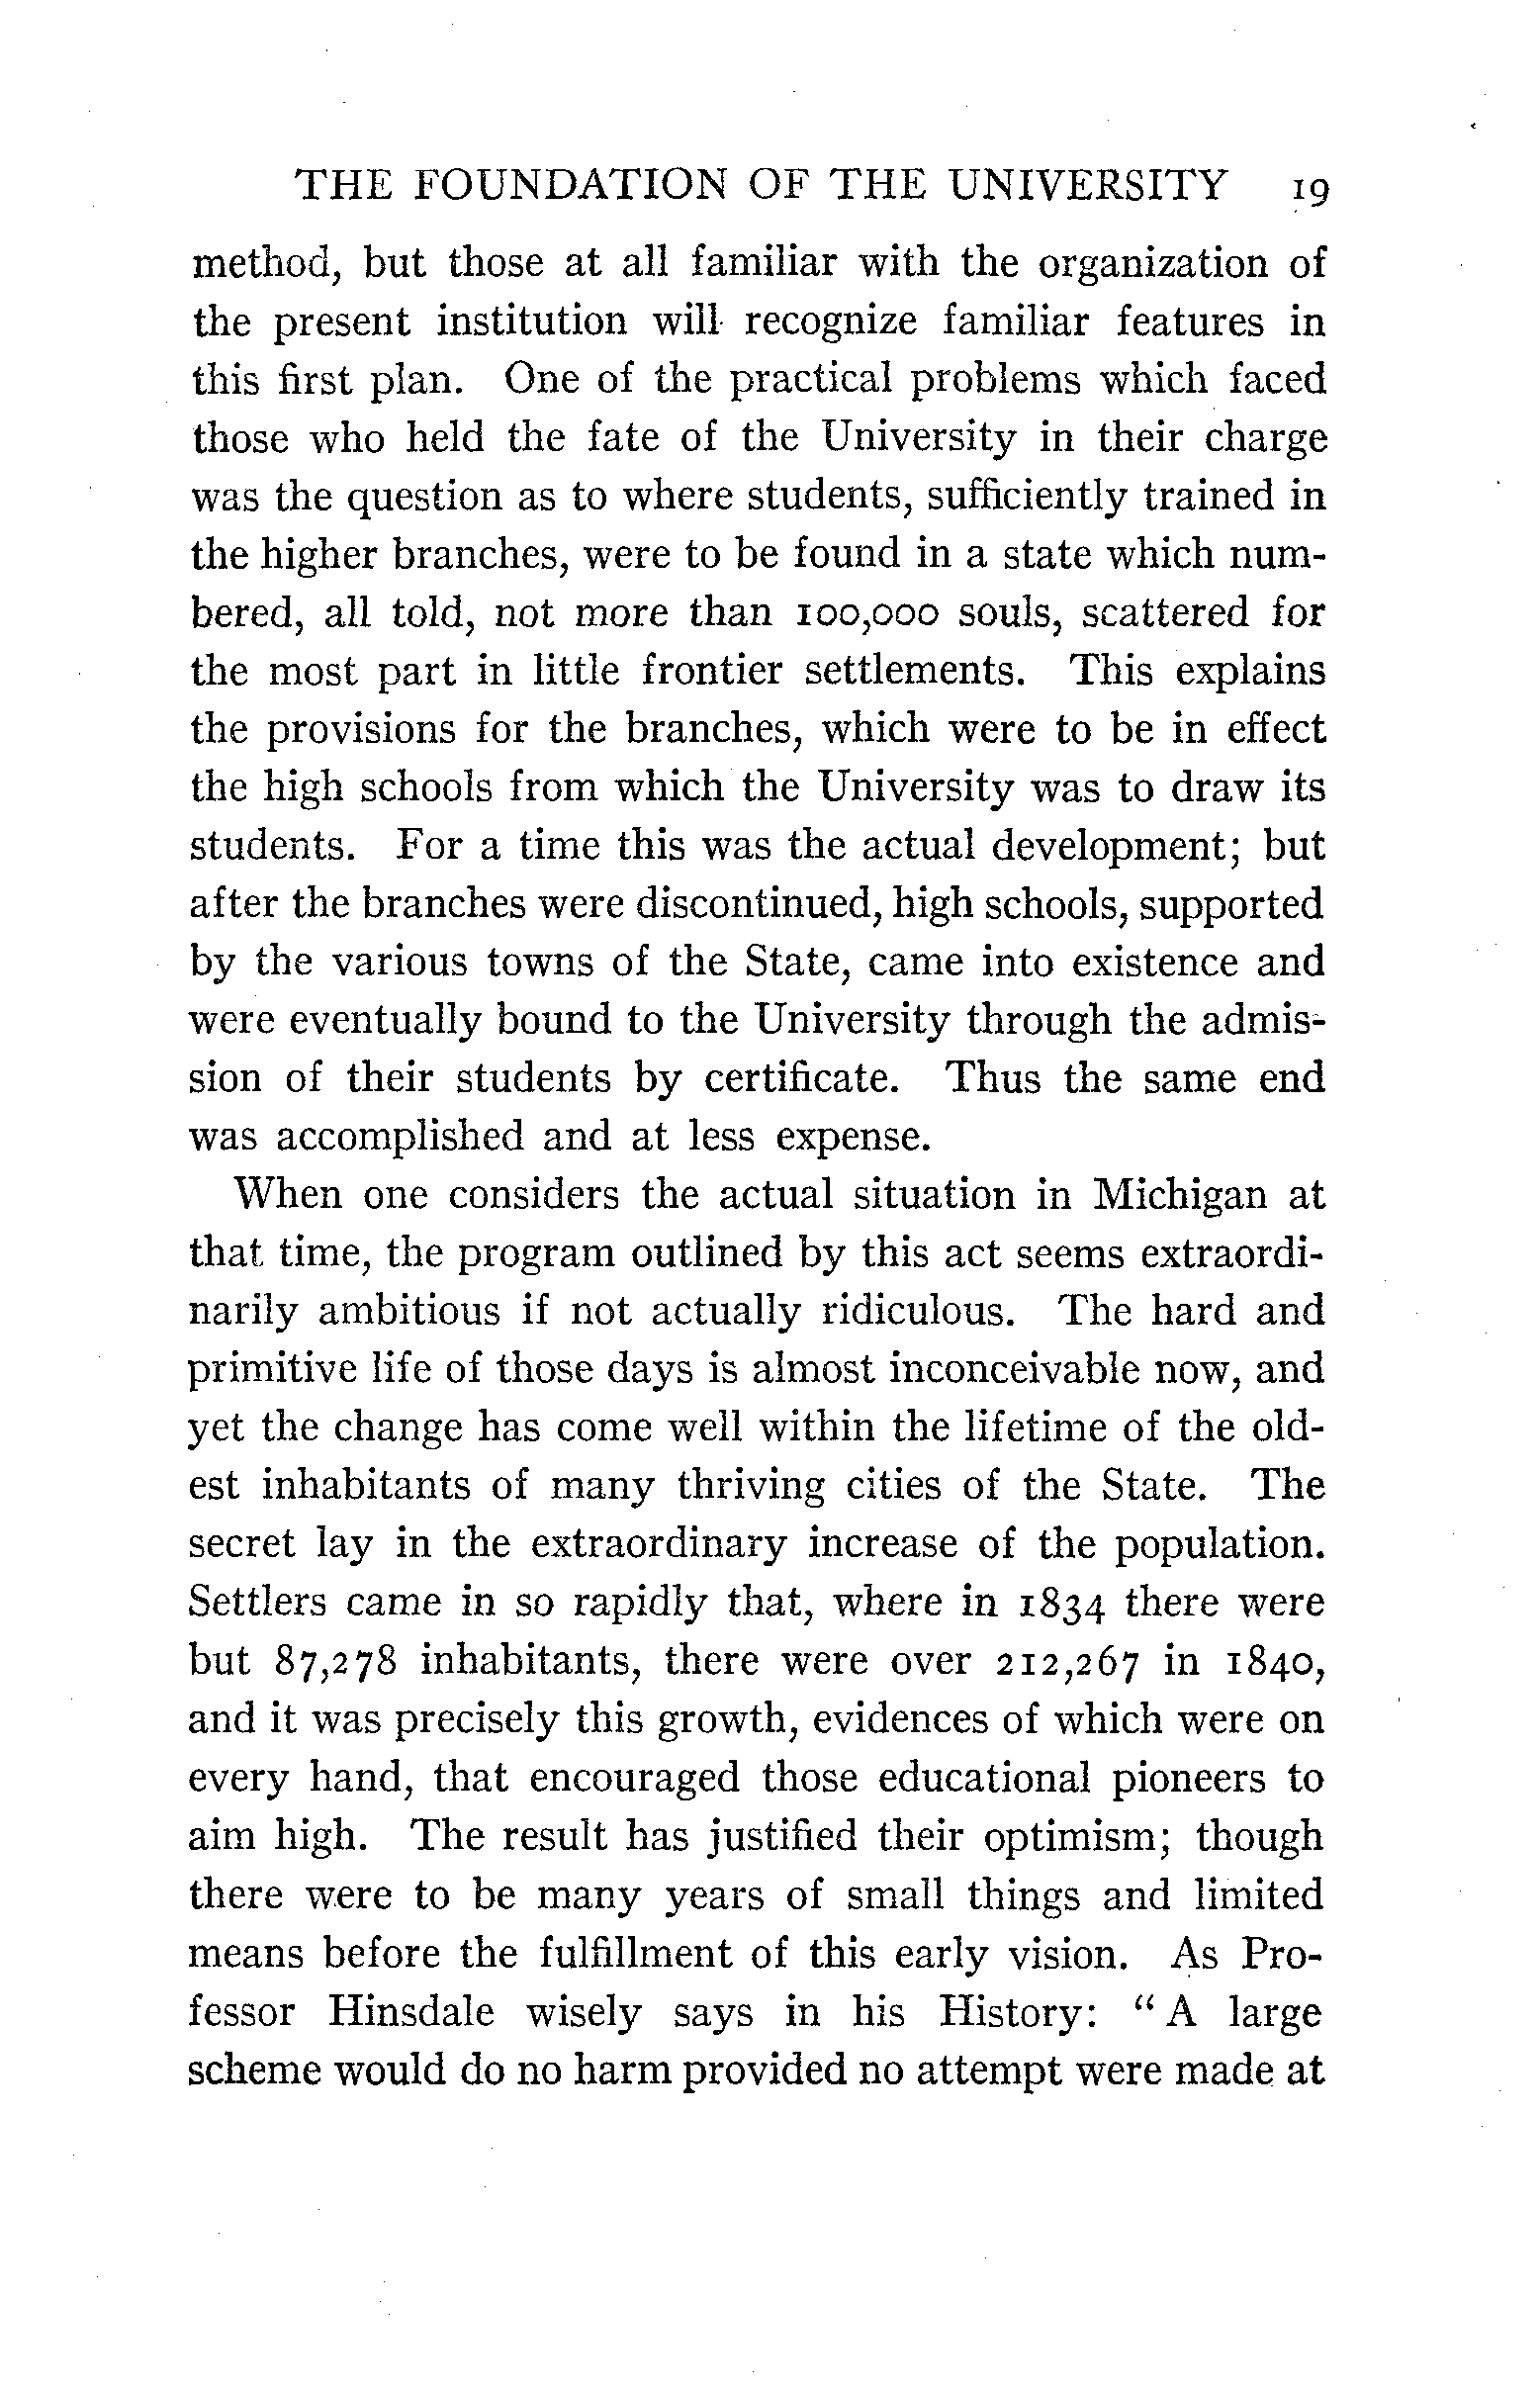 THE FOUNDATION OF THE UNIVERSITY 19
method, but those at all familiar with the organization of
the present institution will recognize familiar features in
this first plan. One of the practical problems which faced
those who held the fate of the University in their charge
was the question as to where students, sufficiently trained in
the higher branches, were to be found in a state which num-
bered, all told, not more than 100,000 souls, scattered for
the most part in little frontier settlements. This explains
the provisions for the branches, which were to be in effect
the high schools from which the University was to draw its
students. For a time this was the actual development; but
after the branches were discontinued, high schools, supported
by the various towns of the State, came into existence and
were eventually bound to the University through the admis-
sion of their students by certificate. Thus the same end
was accomplished and at less expense.
When one considers the actual situation in Michigan at
that time, the program outlined by this act seems extraordi-
narily ambitious if not actually ridiculous. The hard and
primitive life of those days is almost inconceivable now, and
yet the change has come well within the lifetime of the old-
est inhabitants of many thriving cities of the State. The
secret lay in the extraordinary increase of the population.
Settlers came in so rapidly that, where in 1834 there were
but 87,278 inhabitants, there were over 212,267 in 1840,
and it was precisely this growth, evidences of which were on
every hand, that encouraged those educational pioneers to
aim high. The result has justified their optimism; though
there were to be many years of small things and limited
means before the fulfillment of this early vision. As Pro-
fessor Hinsdale wisely says in his History: "A large
scheme would do no harm provided no attempt were made at